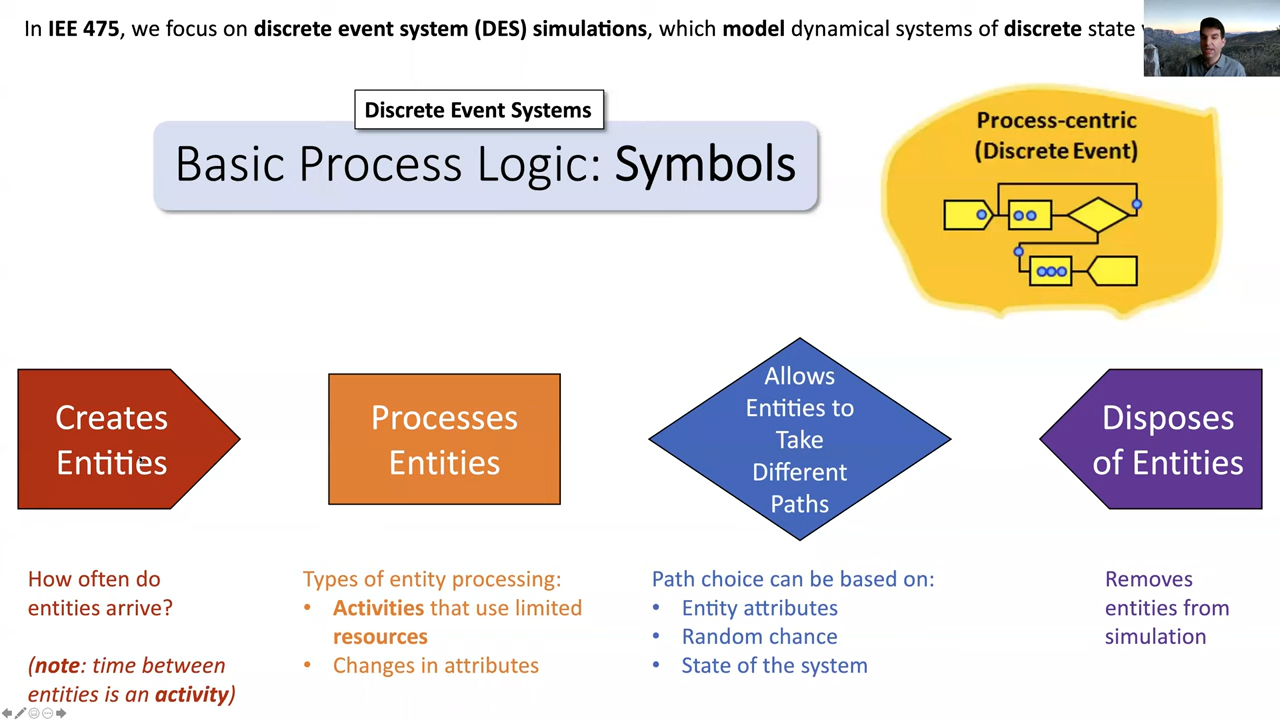 In IEE 475, we focus on discrete event system (DES) simulations, which model dynamical systems of discrete state
Discrete Event Systems
Basic Process Logic: Symbols
Process-centric
(Discrete Event)
Creates
Entities
Processes
Entities
Allows
Entities to
Take
Different
Paths
Disposes
of Entities
How often do
entities arrive?
(note: time between
entities is an activity)
Types of entity processing:
• Activities that use limited
resources
• Changes in attributes
Path choice can be based on:
• Entity attributes
• Random chance
• State of the system
Removes
entities from
simulation